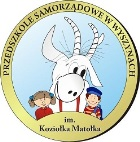 PRZEDSZKOLE SAMORZĄDOWE W WYSZYNACH
im.
Koziołka Matołka